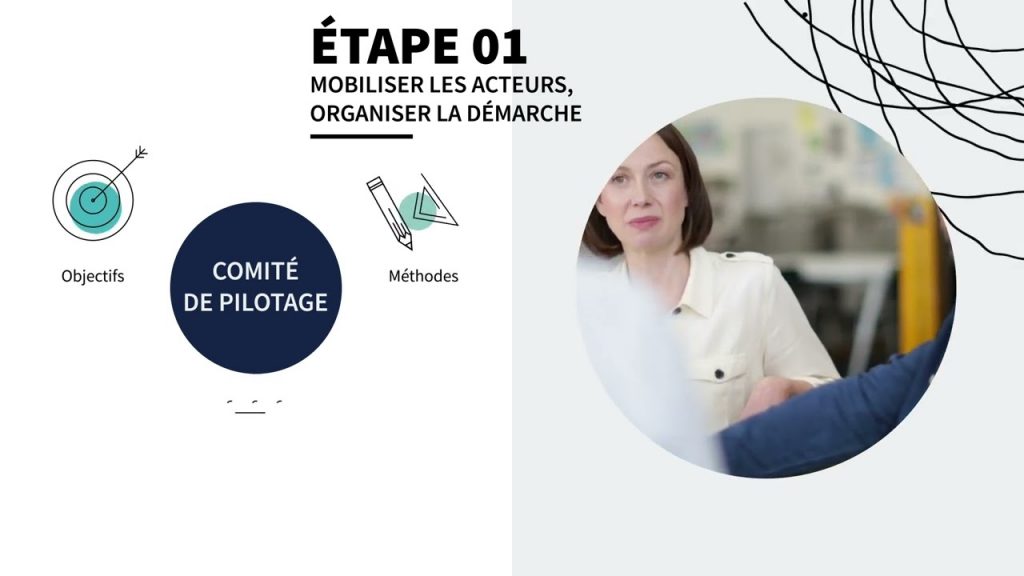 ÉTAPE 01
MOBILISER LES ACTEURS,
ORGANISER LA DÉMARCHE
Objectifs
COMITÉ
DE PILOTAGE
Méthodes